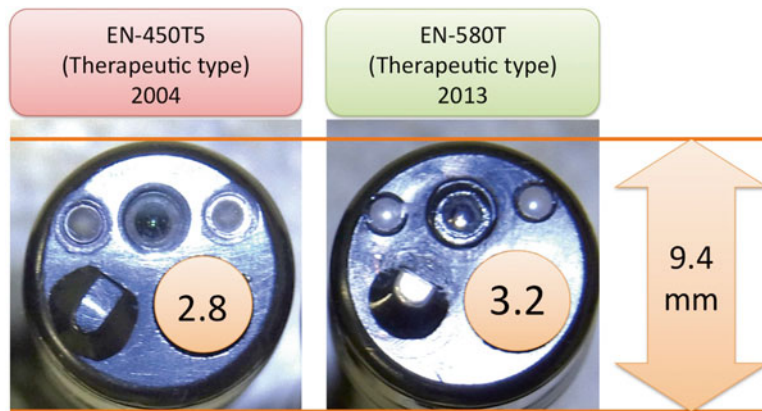 EN-450T5
(Therapeutic type)
2004
EN-580T
(Therapeutic type)
2013
2.8
3.2
9.4
mm